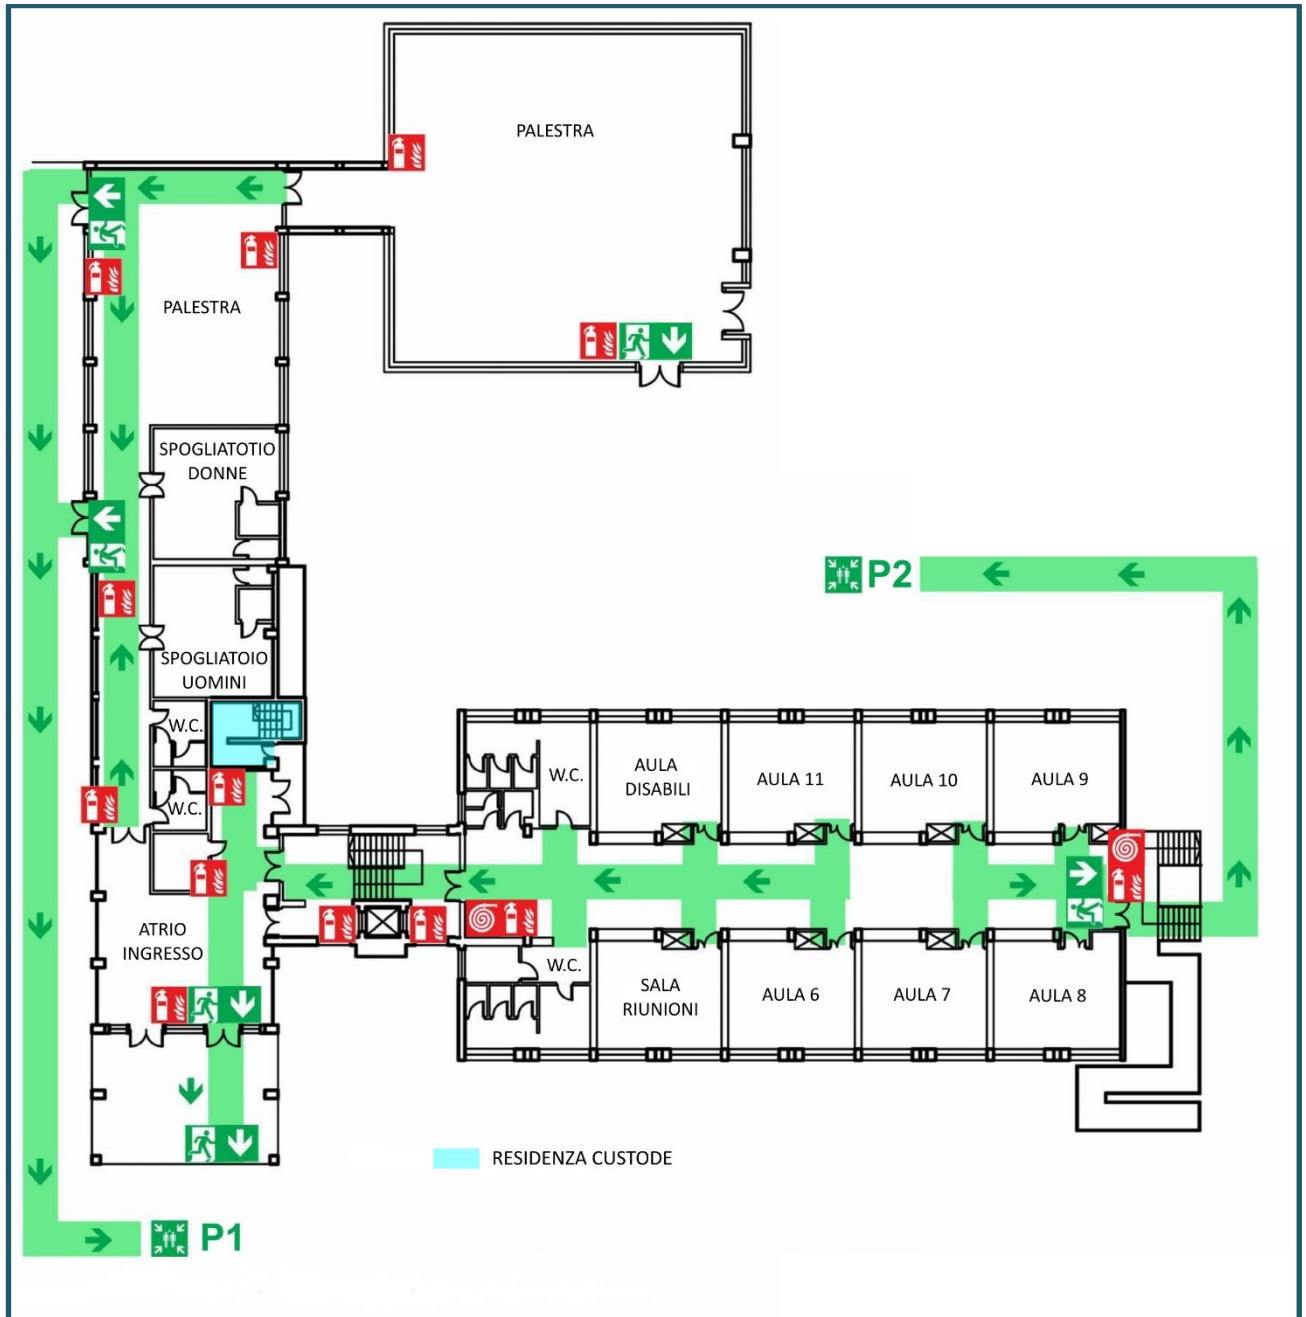 PALESTRA
PALESTRA
SPOGLIATOTIO
DONNE
P2
SPOGLIATOIO
UOMINI
W.C.
W.C.
W.C.
AULA
DISABILI
AULA 11
AULA 10
AULA 9
ATRIO
INGRESSO
W.C.
SALA
RIUNIONI
AULA 6
AULA 7
AULA 8
RESIDENZA CUSTODE
P1